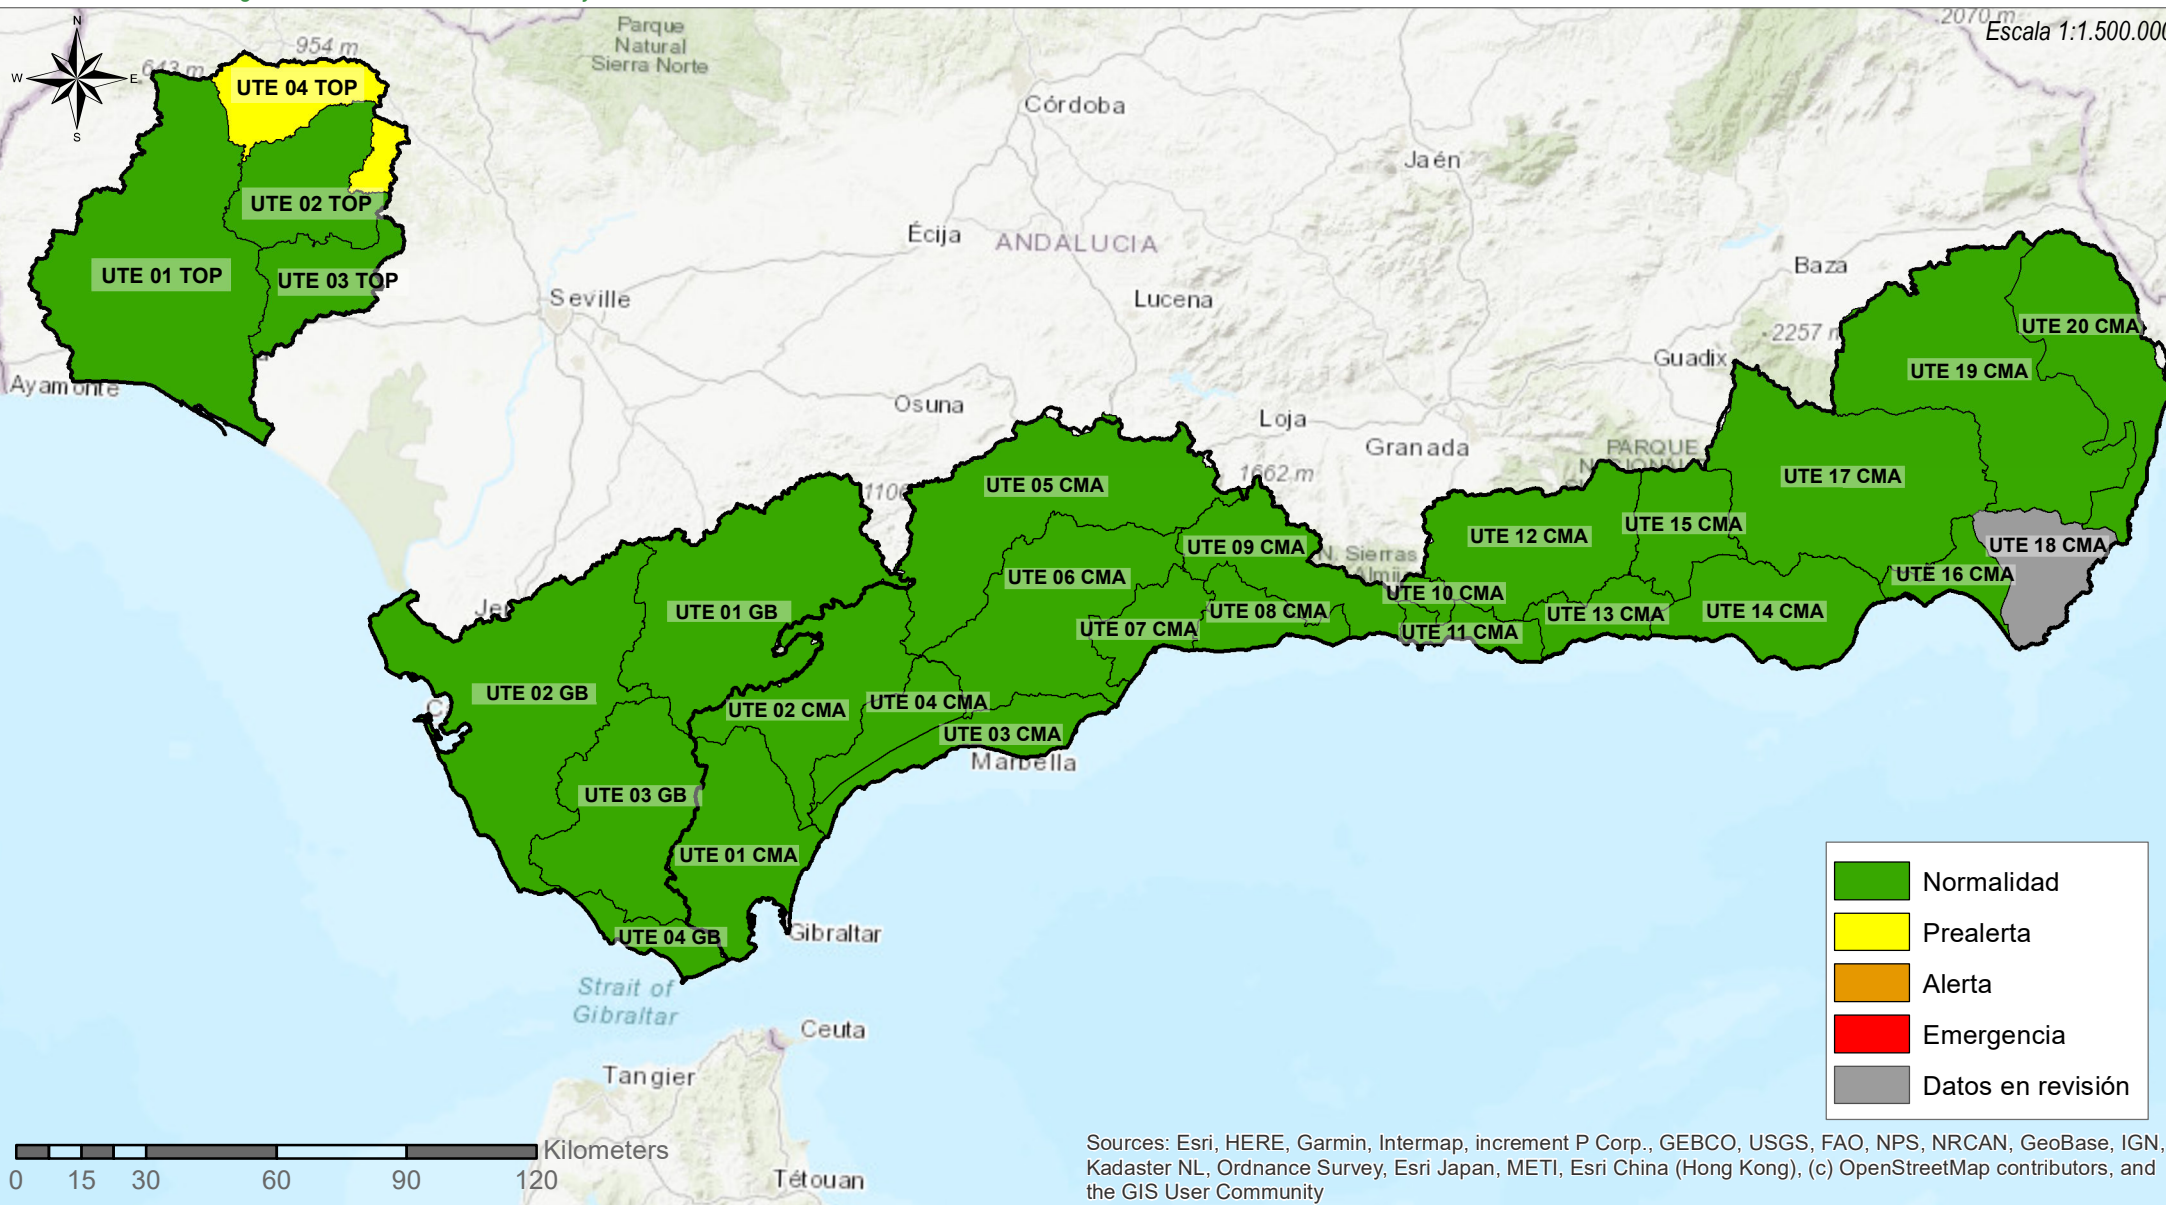 Escala 1:1.500.000
2070 m
N
W
E
S
954 m
643 m
Parque
Natural
Sierra Norte
UTE 04 TOP
Córdoba
Jaén
UTE 02 TOP
Écija
ANDALUCIA
UTE 01 TOP
UTE 03 TOP
Baza
Seville
Lucena
2257 m
UTE 20 CMA
Guadix
UTE 19 CMA
Ayamonte
Osuna
Loja
Granada
PARQUE
1662 m
UTE 17 CMA
UTE 05 CMA
UTE 15 CMA
UTE 12 CMA
N. Sierras
UTE 09 CMA
UTE 18 CMA
UTE 06 CMA
UTE 16 CMA
UTE 10 CMA
UTE 01 GB
UTE 08 CMA
UTE 13 CMA
UTE 14 CMA
UTE 07 CMA
UTE 11 CMA
UTE 02 GB
UTE 04 CMA
UTE 02 CMA
UTE 03 CMA
Marbella
UTE 03 GB
UTE 01 CMA
UTE 04 GB
Gibraltar
Strait of
Gibraltar
Ceuta
Tangier
Tétouan
Normalidad
Prealerta
Alerta
Emergencia
Datos en revisión
Kilometers
0 15 30 60 90 120
Sources: Esri, HERE, Garmin, Intermap, increment P Corp., GEBCO, USGS, FAO, NPS, NRCAN, GeoBase, IGN,
Kadaster NL, Ordnance Survey, Esri Japan, METI, Esri China (Hong Kong), (c) OpenStreetMap contributors, and
the GIS User Community